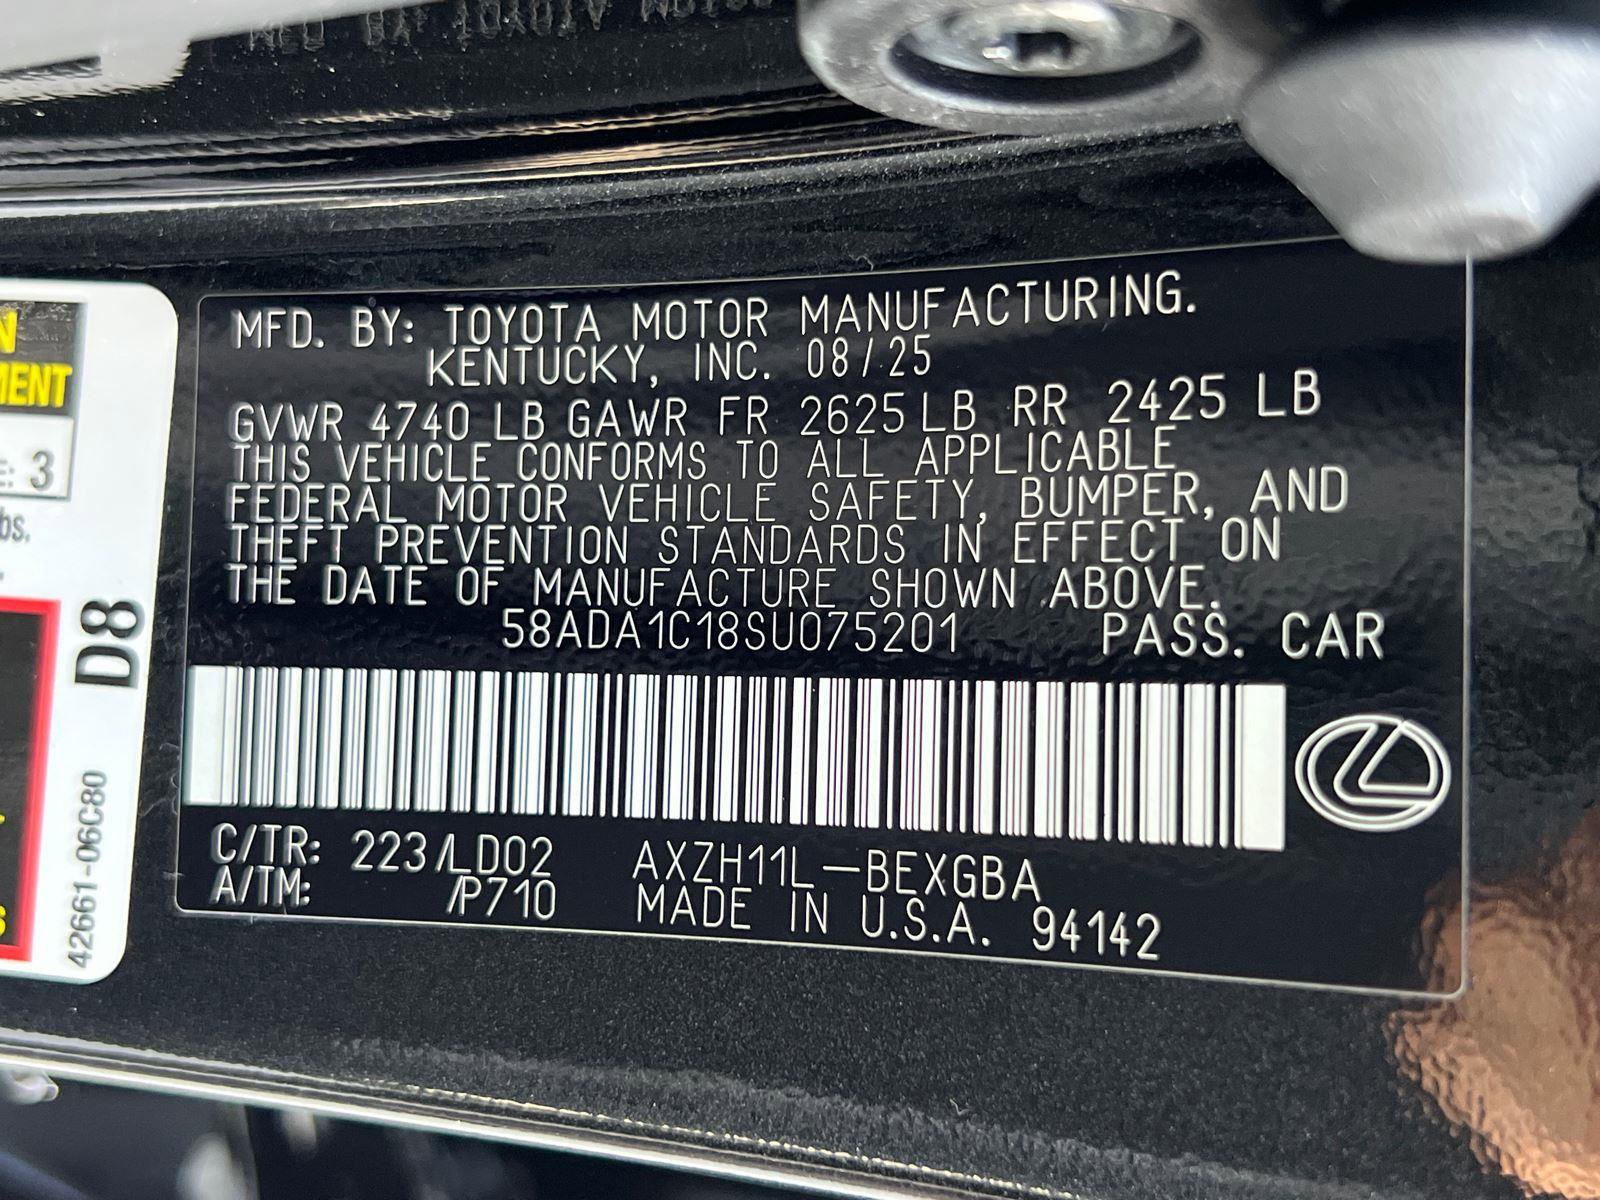 MFD. BY: TOYOTA MOTOR MANUFACTURING.
KENTUCKY, INC. 08/25
GVWR 4740 LB GAWR FR 2625 LB RR 2425 LB
THIS VEHICLE CONFORMS TO ALL APPLICABLE
FEDERAL MOTOR VEHICLE SAFETY, BUMPER, AND
THEFT PREVENTION STANDARDS IN EFFECT ON
THE DATE OF MANUFACTURE SHOWN ABOVE.
58ADA1C18SU075201 PASS. CAR
C/TR: 223/LD02 AXZH11L-BEXGBA
A/TM: /P710 MADE IN U.S.A. 94142
: 3
D8
42661-06C80